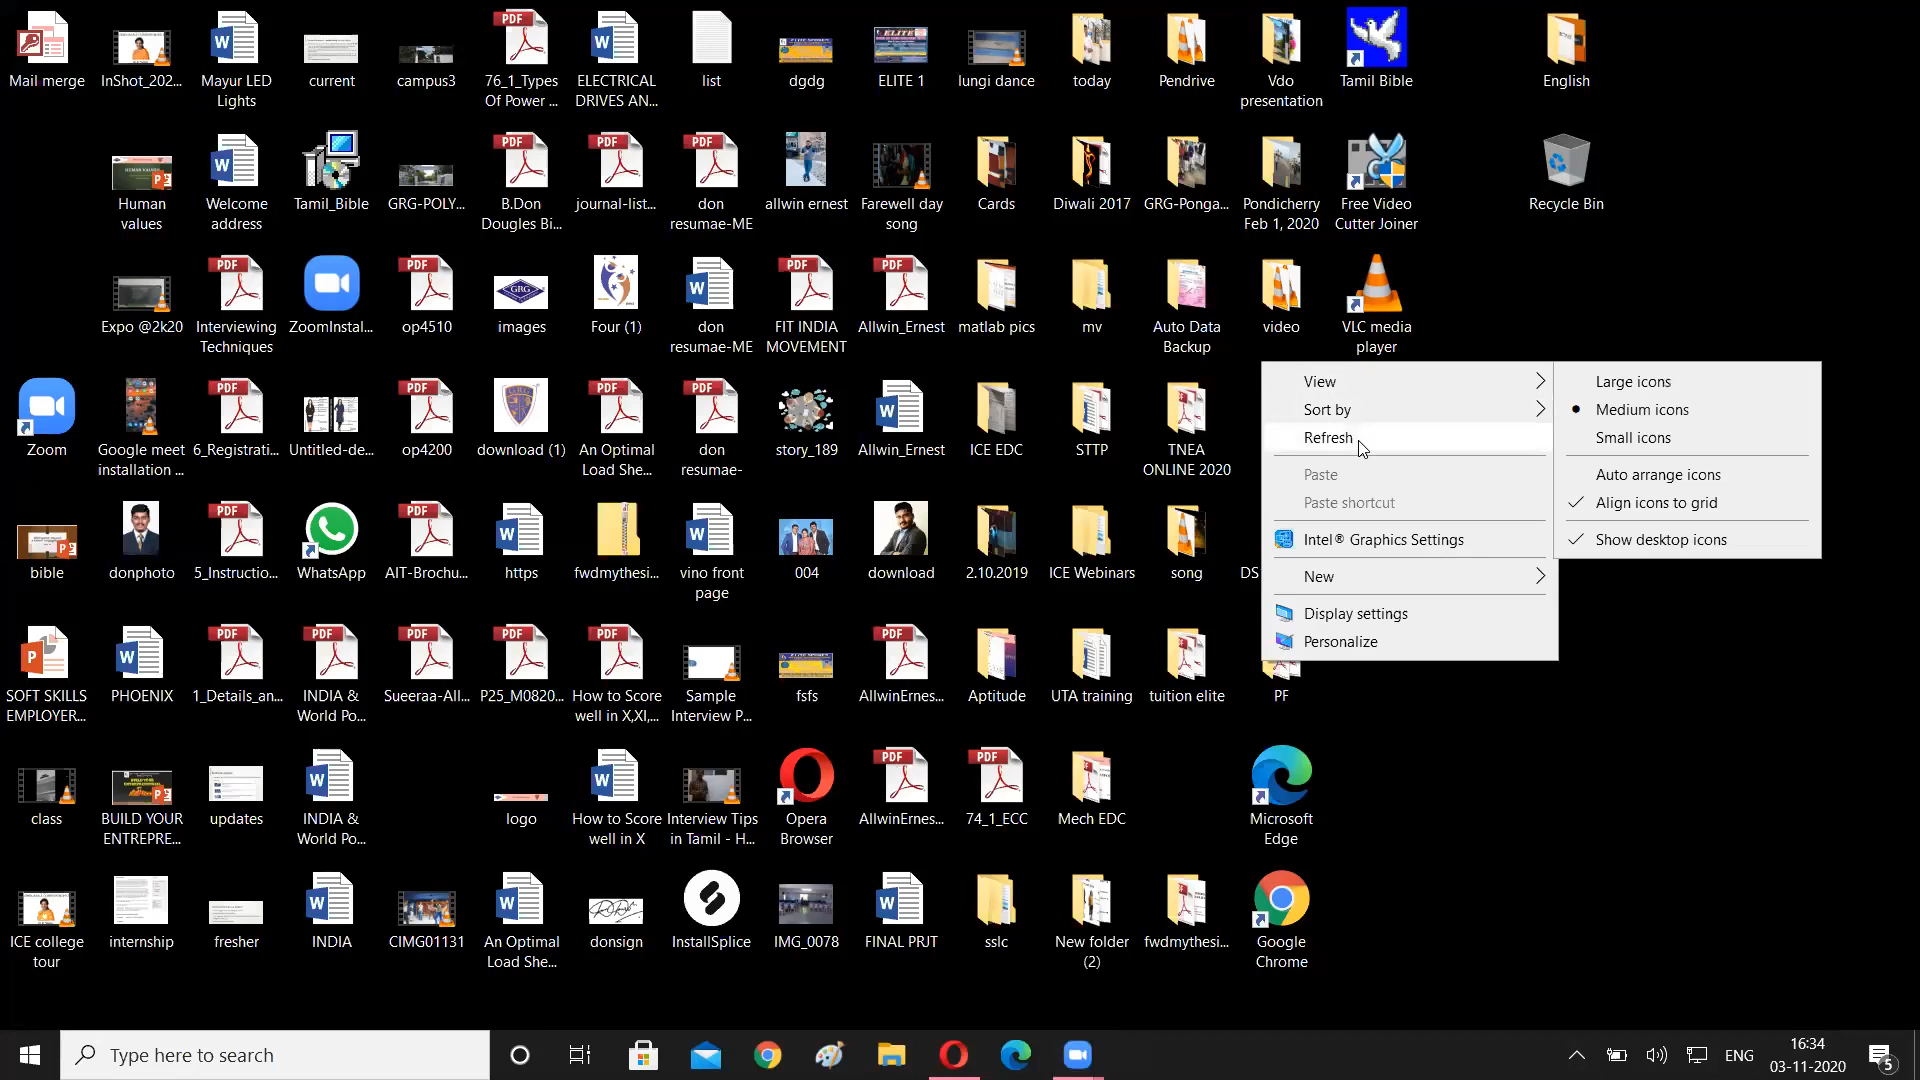 Mail merge
InShot_202...
Mayur LED
Lights
current
campus3
76_1_Types
Of Power ...
ELECTRICAL
DRIVES AN...
list
dgdg
ELITE 1
lungi dance
today
Pendrive
Vdo
presentation
Tamil Bible
English
Human
values
Welcome
address
Tamil_Bible
GRG-POLY...
B.Don
Dougles Bi...
journal-list...
don
resumae-ME
allwin ernest
Farewell day
song
Cards
Diwali 2017
GRG-Ponga...
Pondicherry
Feb 1, 2020
Free Video
Cutter Joiner
Recycle Bin
Expo @2k20
Interviewing
Techniques
ZoomInstal...
op4510
images
Four (1)
don
resumae-ME
FIT INDIA
MOVEMENT
Allwin_Ernest
matlab pics
mv
Auto Data
Backup
video
VLC media
player
Zoom
Google meet
installation ...
6_Registrati...
Untitled-de...
op4200
download (1)
An Optimal
Load She...
don
resumae-
story_189
Allwin_Ernest
ICE EDC
STTP
TNEA
ONLINE 2020
bible
donphoto
5_Instructio...
WhatsApp
AIT-Brochu...
https
fwdmythesi...
vino front
page
004
download
2.10.2019
ICE Webinars
song
DS
SOFT SKILLS
EMPLOYER...
PHOENIX
1_Details_an...
INDIA &
World Po...
Sueeraa-All...
P25_M0820...
How to Score
well in X,XI,...
Sample
Interview P...
fsfs
AllwinErnes...
Aptitude
UTA training
tuition elite
PF
class
BUILD YOUR
ENTREPRE...
updates
INDIA &
World Po...
logo
How to Score
well in X
Interview Tips
in Tamil - H...
Opera
Browser
AllwinErnes...
74_1_ECC
Mech EDC
Microsoft
Edge
ICE college
tour
internship
fresher
INDIA
CIMG01131
An Optimal
Load She...
donsign
InstallSplice
IMG_0078
FINAL PRJT
sslc
New folder
(2)
fwdmythesi...
Google
Chrome
View
Sort by
Refresh
Paste
Paste shortcut
Intel® Graphics Settings
New
Display settings
Personalize
Large icons
Medium icons
Small icons
Auto arrange icons
Align icons to grid
Show desktop icons
Type here to search
ENG
16:34
03-11-2020
5